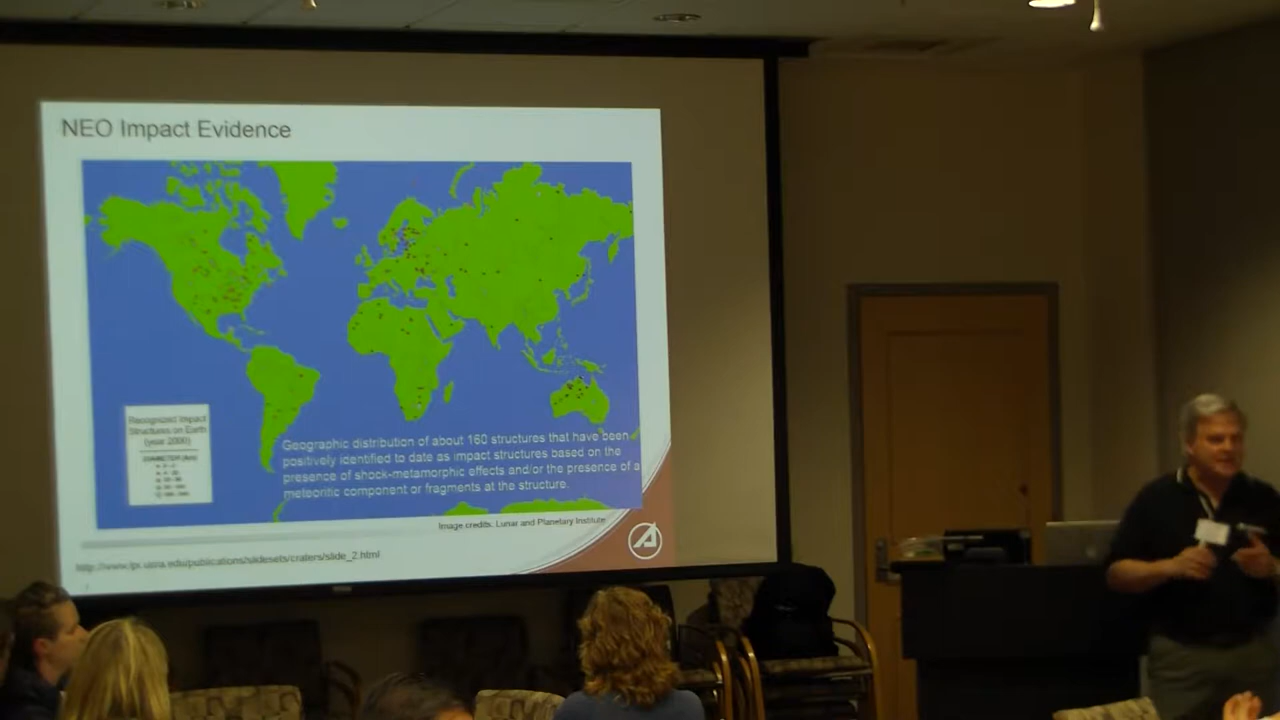 NEO Impact Evidence
Recognized Impact
Structures on Earth
(year 2000)
DIAMETER (km)
Geographic distribution of about 160 structures that have been
positively identified to date as impact structures based on the
presence of shock-metamorphic effects and/or the presence of a
meteoritic component or fragments at the structure.
Image credits, Lunar and Planetary Institute
http://www.lpi.usra.edu/publications/slidesets/craters/slide_2.html